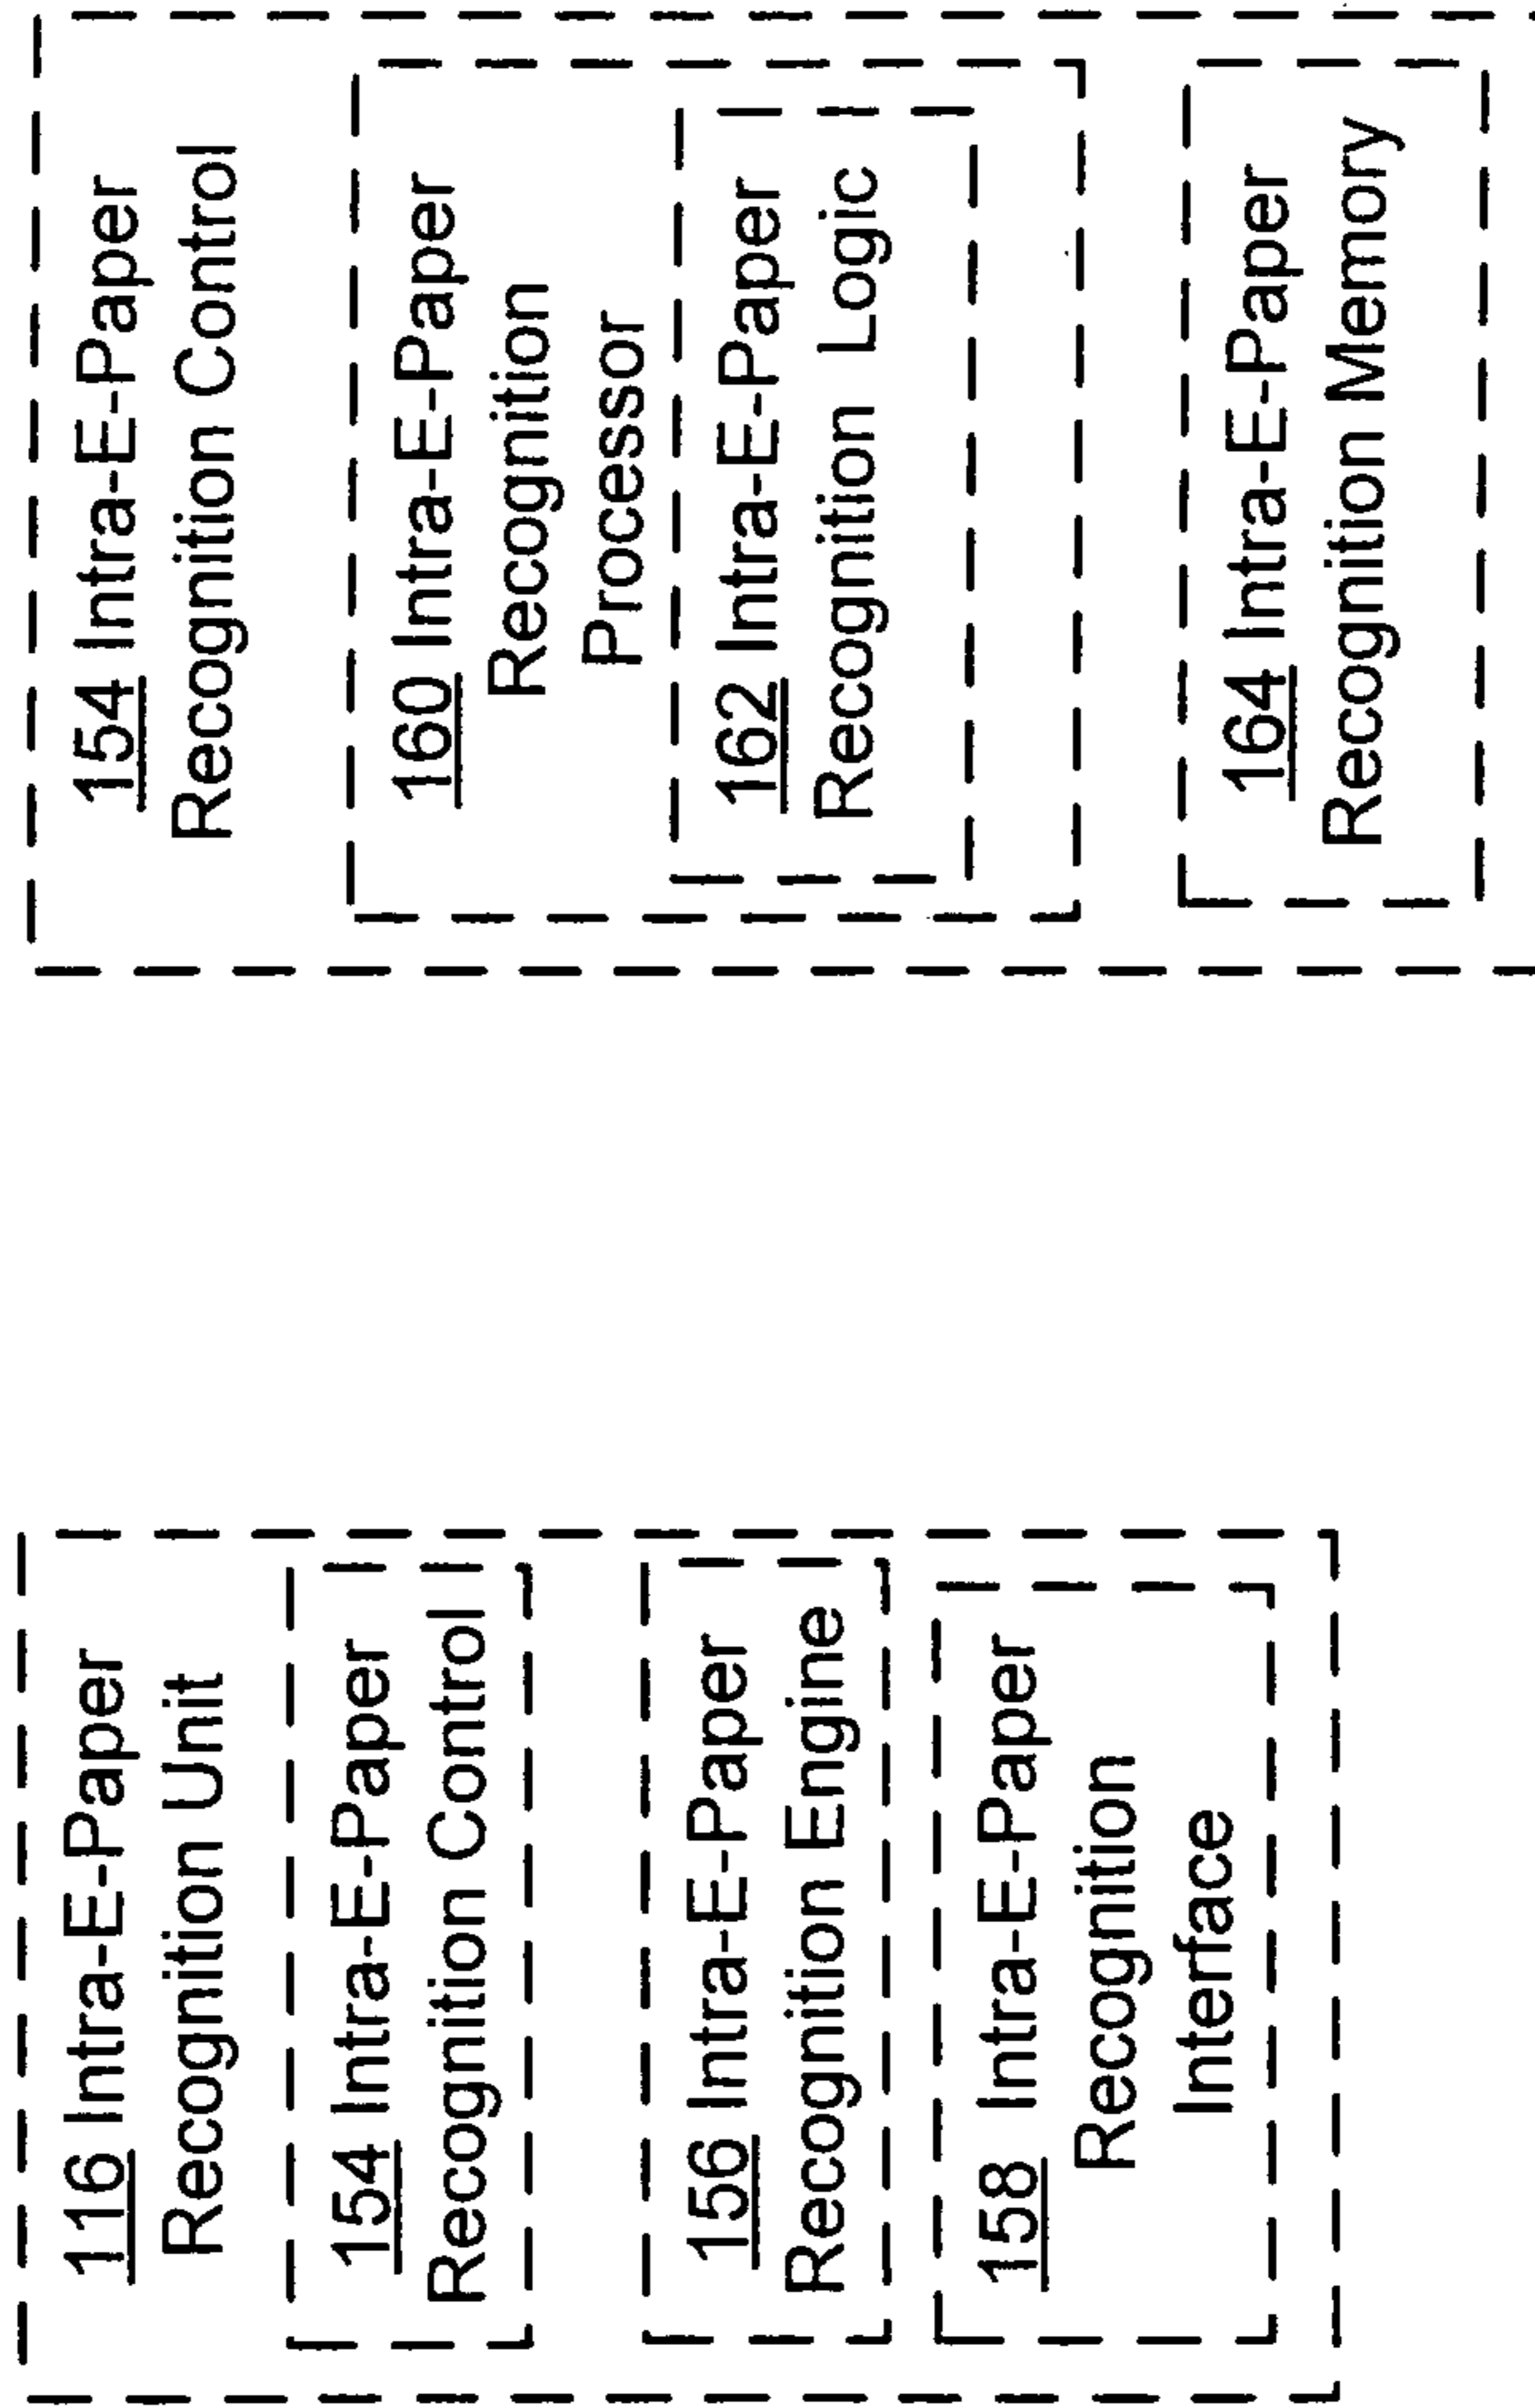 116 Intra-E-Paper
Recognition Unit
154 Intra-E-Paper
Recognition Control
156 Intra-E-Paper
Recognition Engine
158 Intra-E-Paper
Recognition
Interface
154 Intra-E-Paper
Recognition Control
160 Intra-E-Paper
Recognition
Processor
162 Intra-E-Paper
Recognition Logic
164 Intra-E-Paper
Recognition Memory